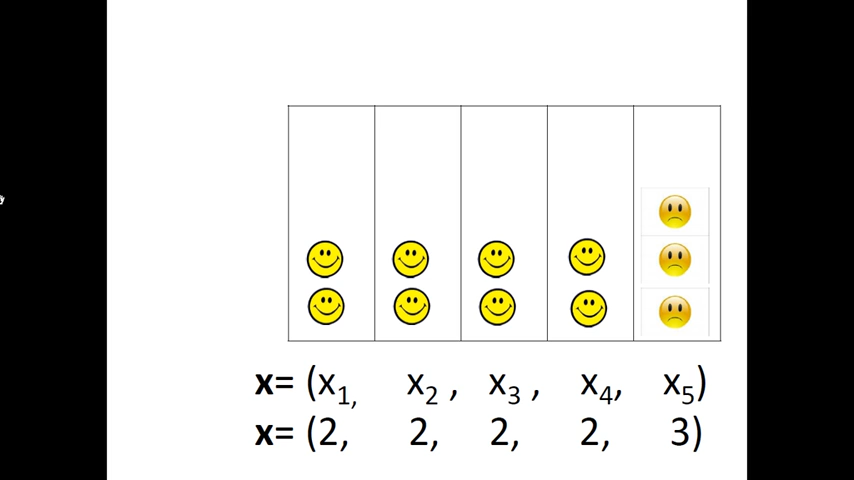 x= (x₁, x₂ , x₃ , x₄, x₅)
x= (2, 2, 2, 2, 3)